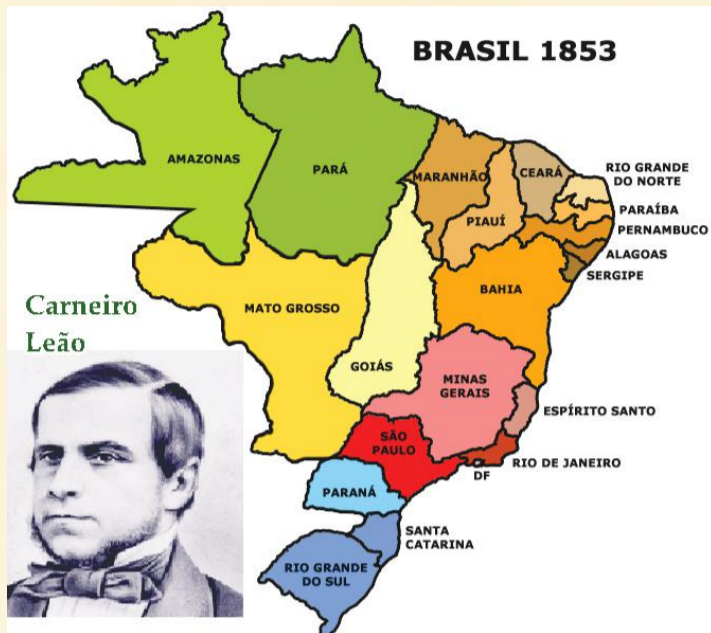 BRASIL 1853
AMAZONAS
PARÁ
MARANHÃO
CEARÁ
RIO GRANDE
DO NORTE
PARAÍBA
PIAUÍ
PERNAMBUCO
ALAGOAS
SERGIPE
BAHIA
Carneiro
Leão
MATO GROSSO
GOIÁS
MINAS
GERAIS
ESPÍRITO SANTO
SÃO
PAULO
RIO DE JANEIRO
DF
PARANÁ
SANTA
CATARINA
RIO GRANDE
DO SUL